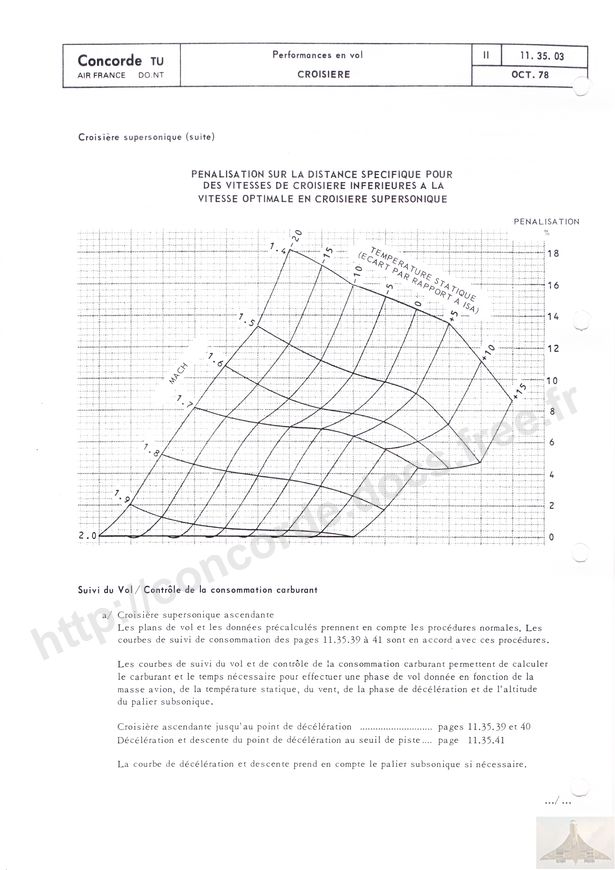 Concorde TU
AIR FRANCE DO.NT
Performances en vol
CROISIERE
II
11. 35. 03
OCT. 78
Croisière supersonique (suite)
PENALISATION SUR LA DISTANCE SPECIFIQUE POUR
DES VITESSES DE CROISIERE INFERIEURES A LA
VITESSE OPTIMALE EN CROISIERE SUPERSONIQUE
PENALISATION
%
18
16
14
12
10
8
6
4
2
0
TEMPERATURE STATIQUE
(ECART PAR RAPPORT A ISA)
-20
-15
-10
-5
0
+5
+10
+15
MACH
1.4
1.5
1.6
1.7
1.8
1.9
2.0
Suivi du Vol / Contrôle de la consommation carburant
a/ Croisière supersonique ascendante
Les plans de vol et les données précalculés prennent en compte les procédures normales. Les
courbes de suivi de consommation des pages 11.35.39 à 41 sont en accord avec ces procédures.
Les courbes de suivi du vol et de contrôle de la consommation carburant permettent de calculer
le carburant et le temps nécessaire pour effectuer une phase de vol donnée en fonction de la
masse avion, de la température statique, du vent, de la phase de décélération et de l'altitude
du palier subsonique.
Croisière ascendante jusqu'au point de décélération ............................ pages 11.35.39 et 40
Décélération et descente du point de décélération au seuil de piste.... page 11.35.41
La courbe de décélération et descente prend en compte le palier subsonique si nécessaire.
.../ ...
http://concorde.docs.free.fr